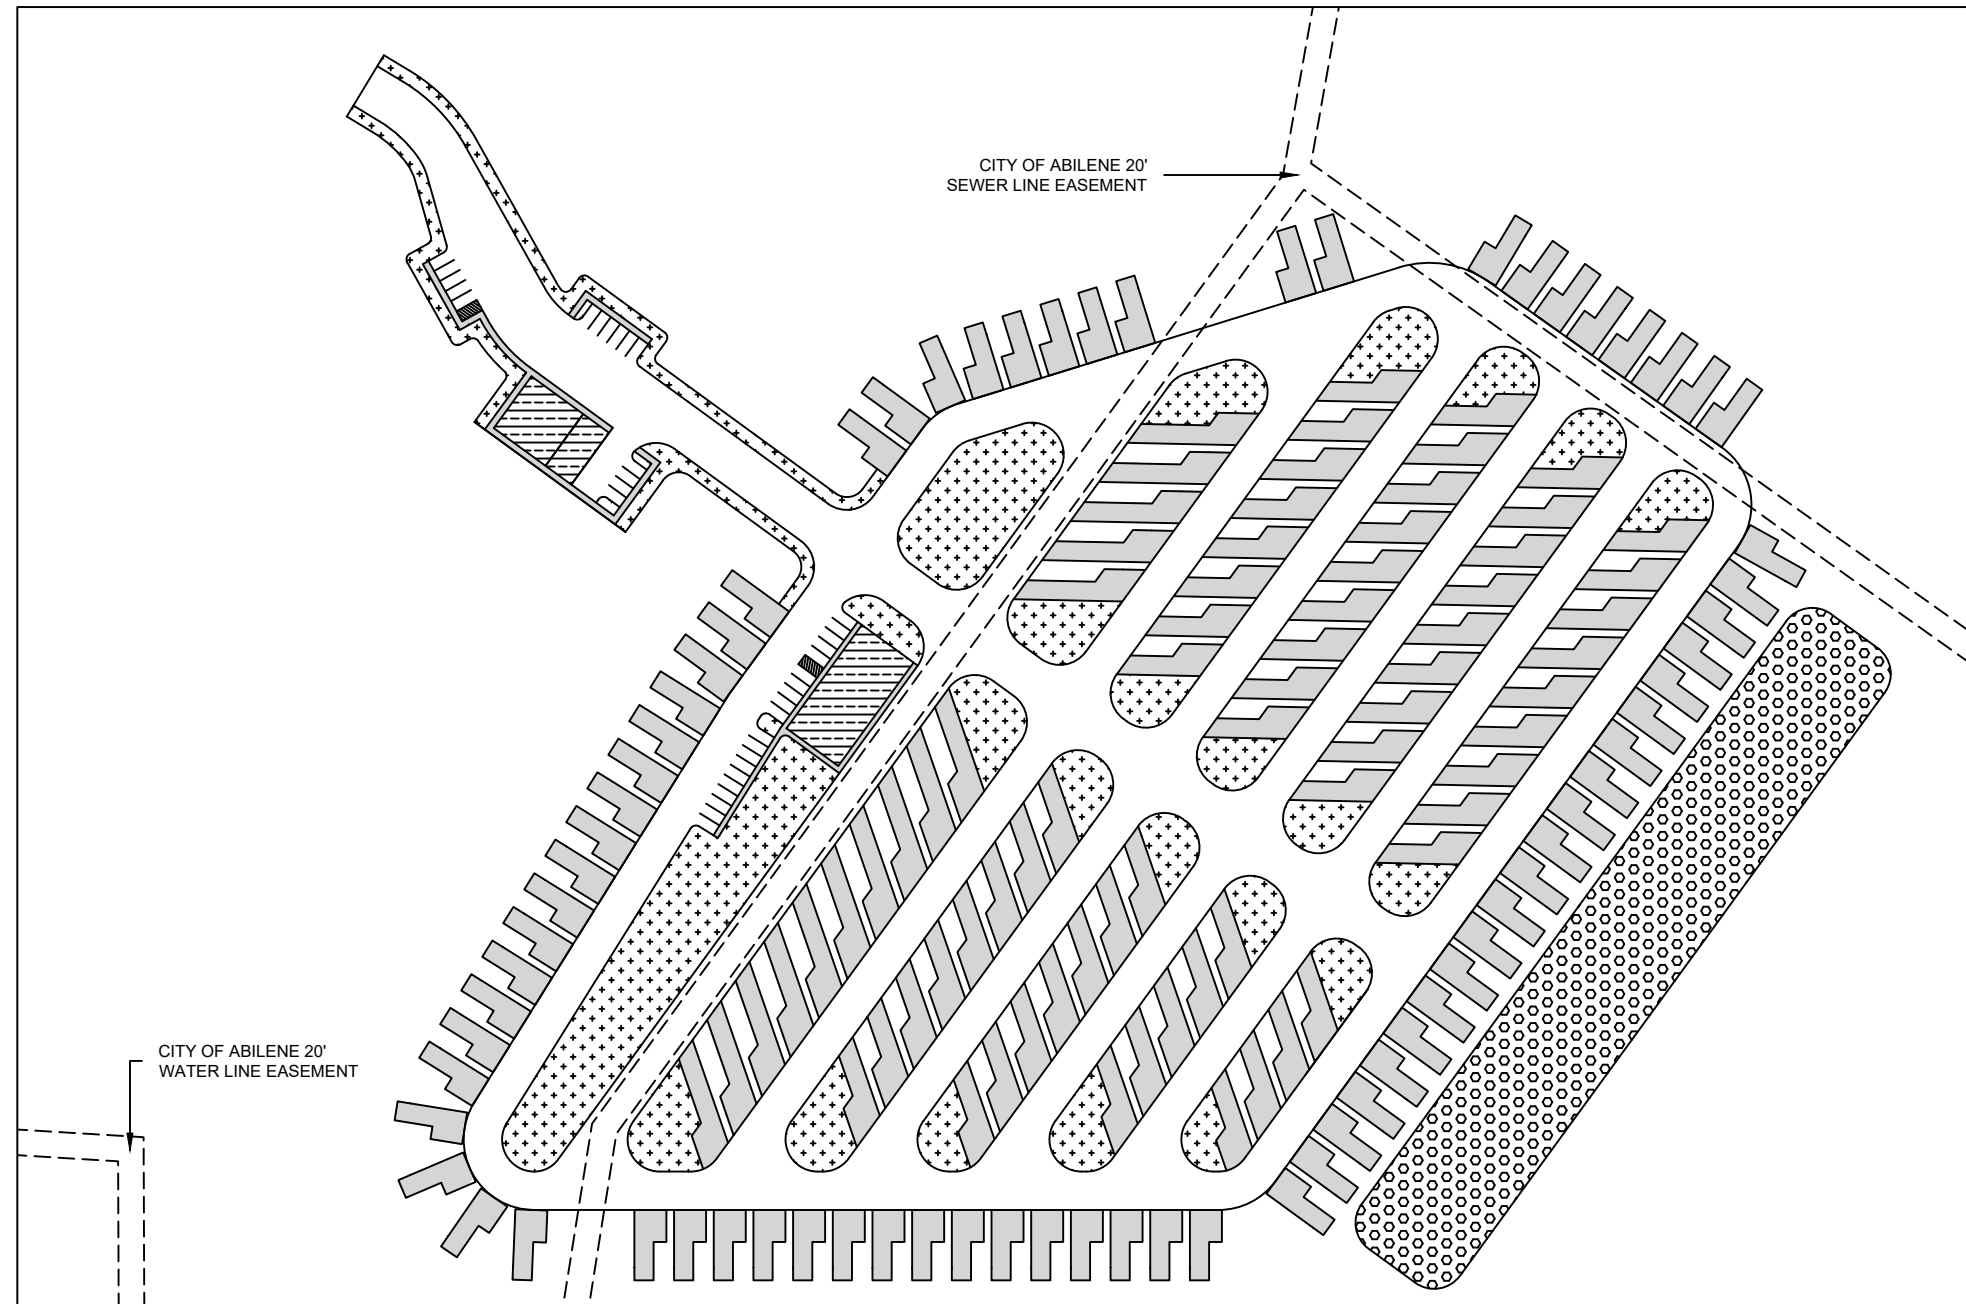 CITY OF ABILENE 20'
SEWER LINE EASEMENT
CITY OF ABILENE 20'
WATER LINE EASEMENT